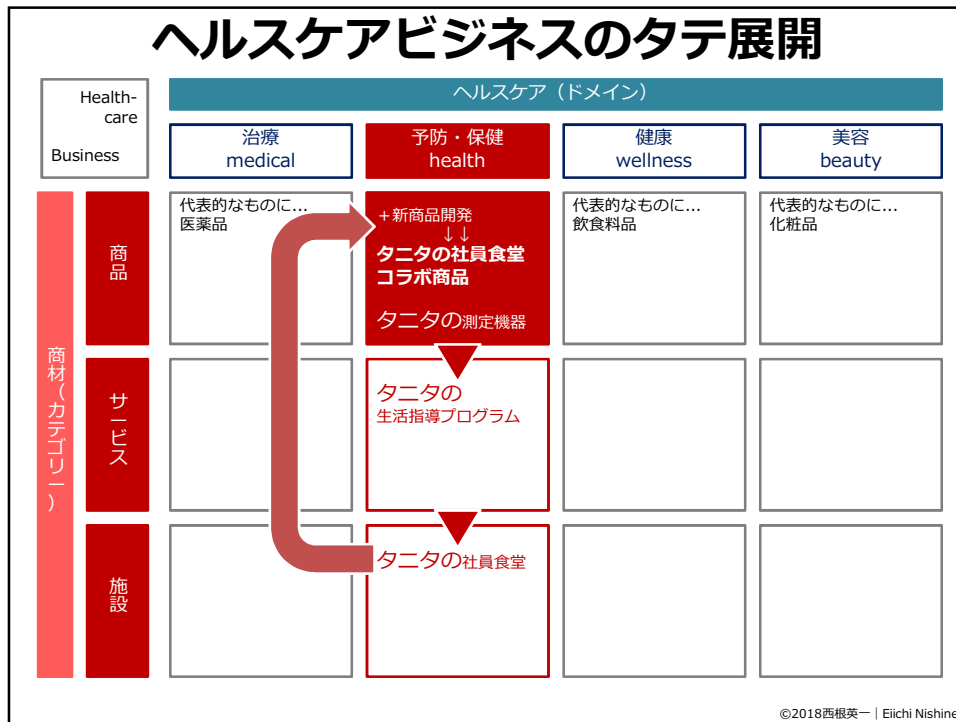 ヘルスケアビジネスのタテ展開
Health-
care
Business
ヘルスケア（ドメイン）
治療
medical
予防・保健
health
健康
wellness
美容
beauty
商材（カテゴリー）
商品
代表的なものに...
医薬品
＋新商品開発
↓↓
タニタの社員食堂
コラボ商品
タニタの測定機器
代表的なものに...
飲食料品
代表的なものに...
化粧品
サービス
タニタの
生活指導プログラム
施設
タニタの社員食堂
©2018西根英一｜Eiichi Nishine